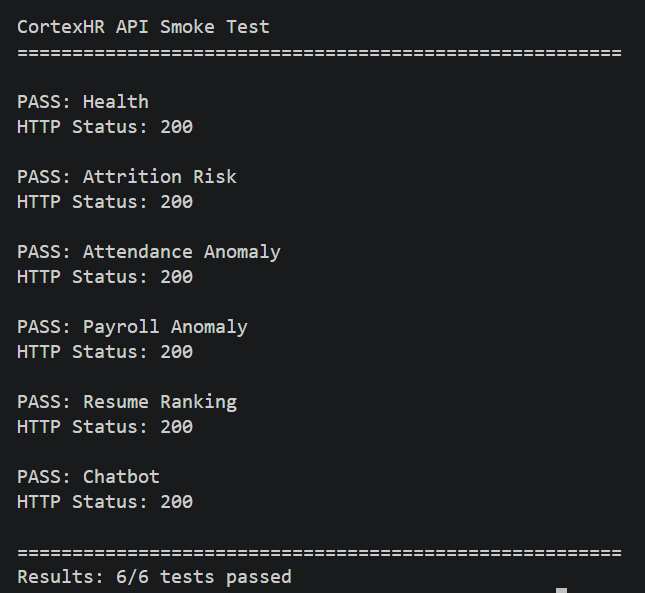 CortexHR API Smoke Test
=======================================================
PASS: Health
HTTP Status: 200
PASS: Attrition Risk
HTTP Status: 200
PASS: Attendance Anomaly
HTTP Status: 200
PASS: Payroll Anomaly
HTTP Status: 200
PASS: Resume Ranking
HTTP Status: 200
PASS: Chatbot
HTTP Status: 200
=======================================================
Results: 6/6 tests passed